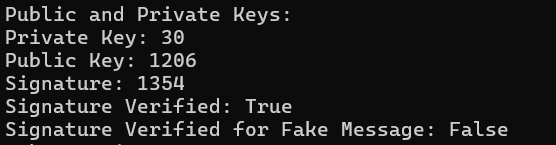 Public and Private Keys:
Private Key: 30
Public Key: 1206
Signature: 1354
Signature Verified: True
Signature Verified for Fake Message: False